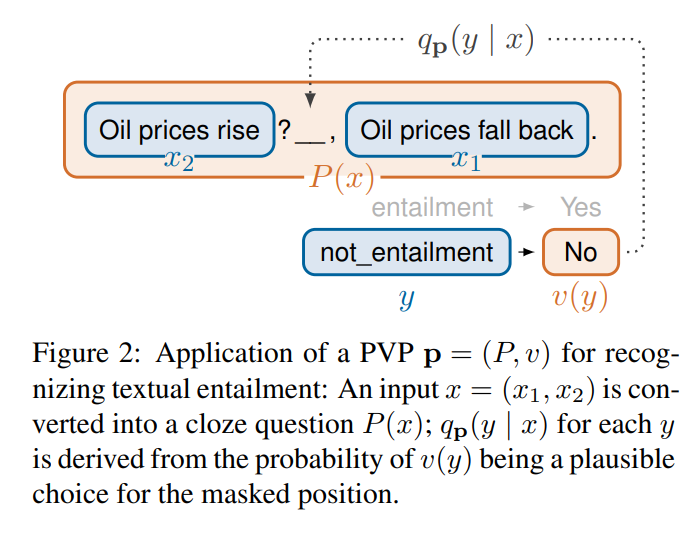 q_p(y | x)
Oil prices rise ?__, Oil prices fall back .
x_2 x_1
P(x)
entailment → Yes
not_entailment → No
y v(y)
Figure 2: Application of a PVP p = (P, v) for recog-
nizing textual entailment: An input x = (x_1, x_2) is con-
verted into a cloze question P(x); q_p(y | x) for each y
is derived from the probability of v(y) being a plausible
choice for the masked position.